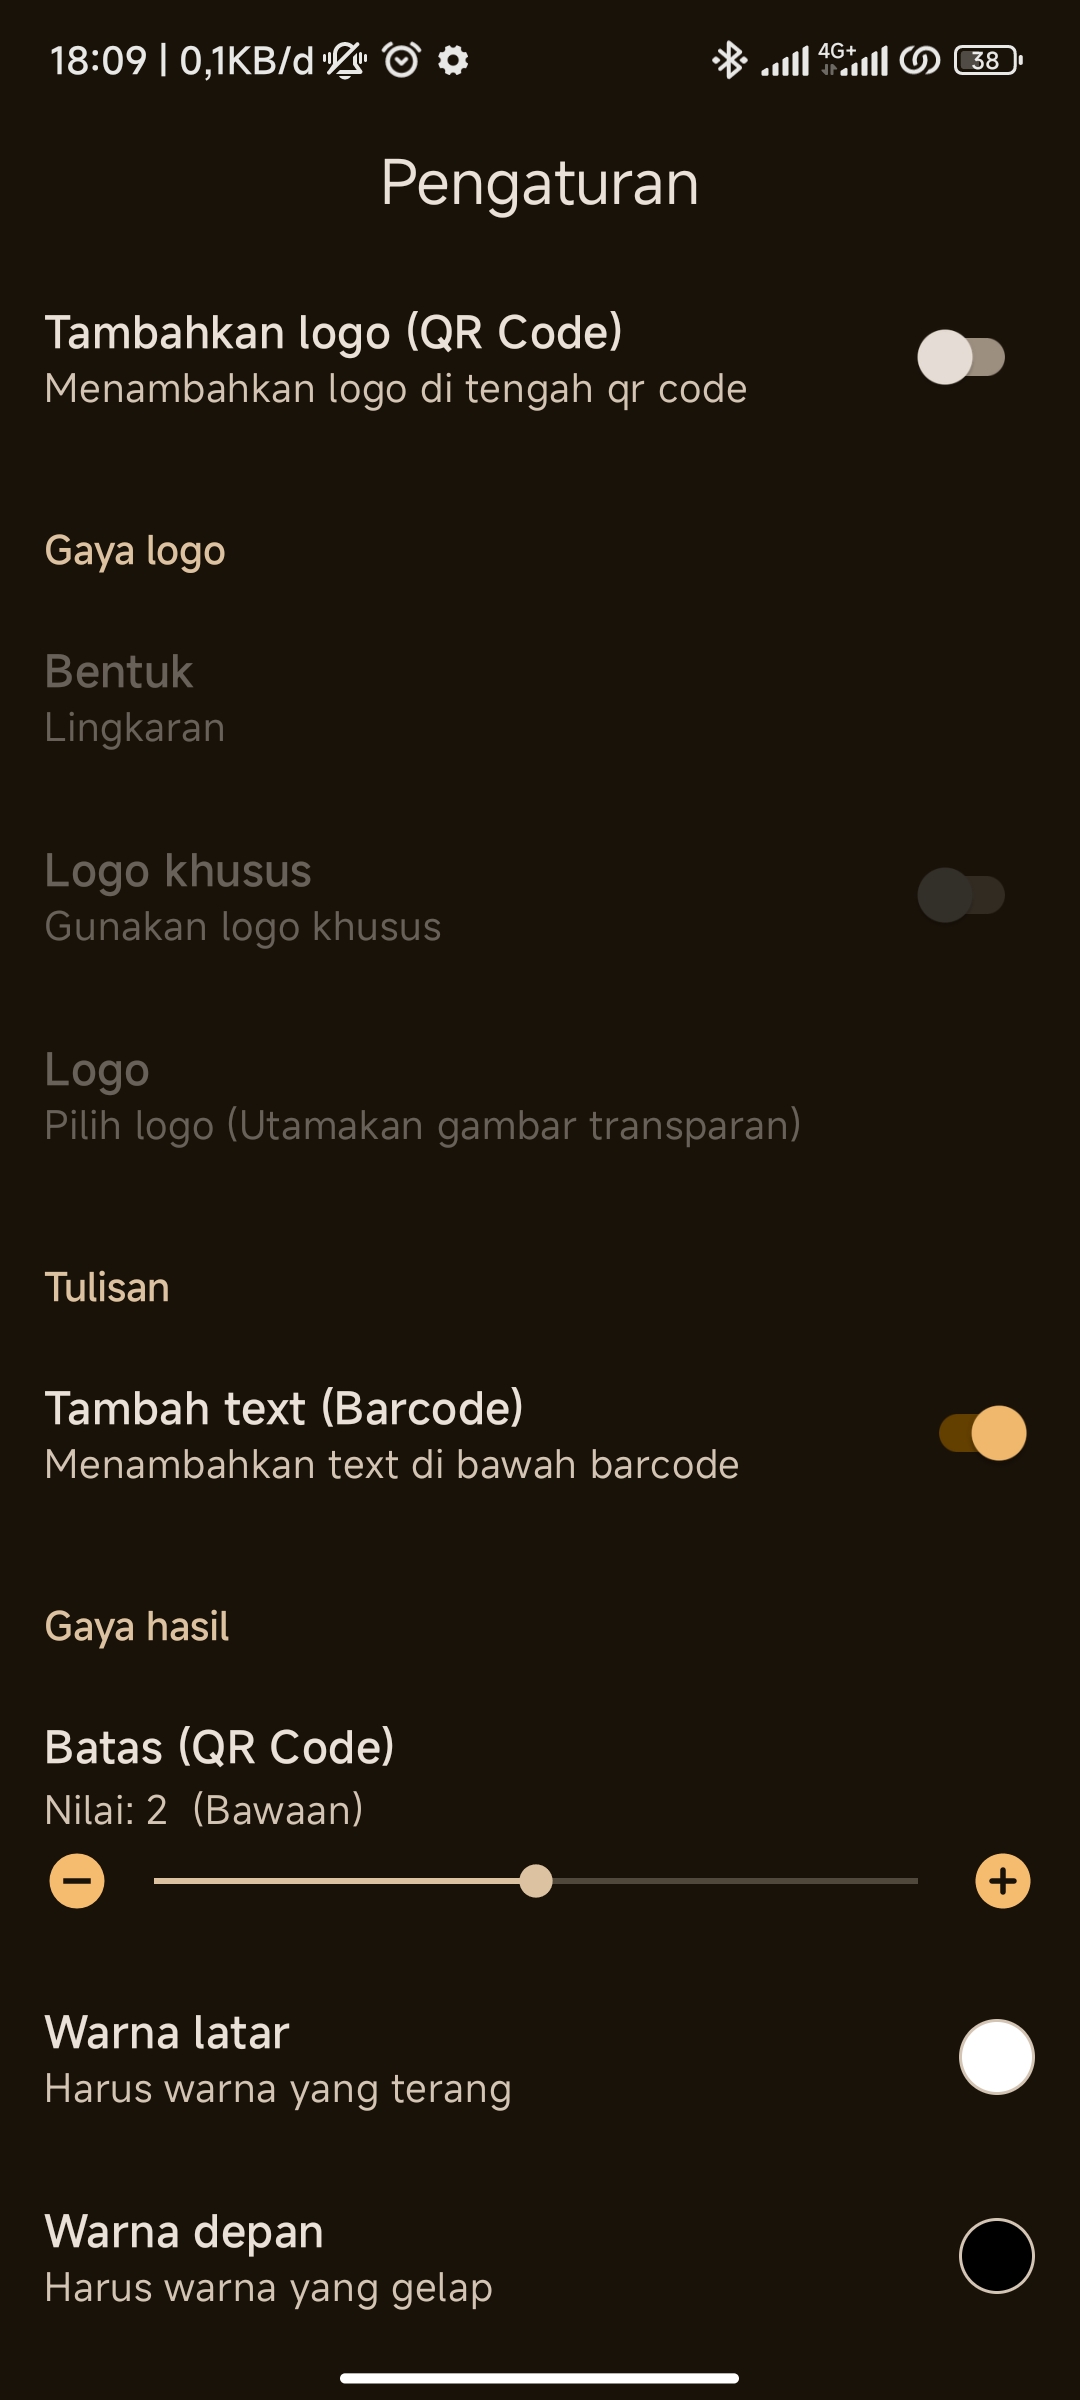 18:09 | 0,1KB/d 4G+ 38
Pengaturan
Tambahkan logo (QR Code)
Menambahkan logo di tengah qr code
Gaya logo
Bentuk
Lingkaran
Logo khusus
Gunakan logo khusus
Logo
Pilih logo (Utamakan gambar transparan)
Tulisan
Tambah text (Barcode)
Menambahkan text di bawah barcode
Gaya hasil
Batas (QR Code)
Nilai: 2 (Bawaan)
Warna latar
Harus warna yang terang
Warna depan
Harus warna yang gelap